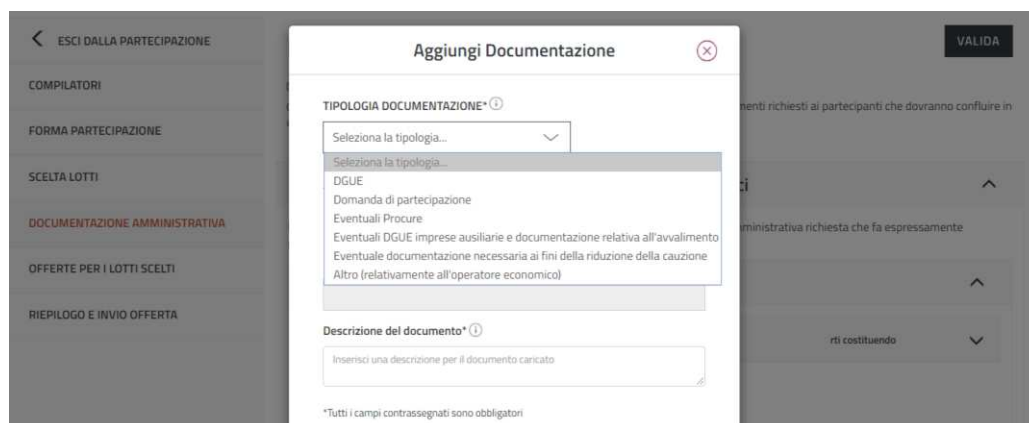 ESCI DALLA PARTECIPAZIONE
VALIDA
COMPILATORI
FORMA PARTECIPAZIONE
SCELTA LOTTI
DOCUMENTAZIONE AMMINISTRATIVA
OFFERTE PER I LOTTI SCELTI
RIEPILOGO E INVIO OFFERTA
Aggiungi Documentazione
TIPOLOGIA DOCUMENTAZIONE*
Seleziona la tipologia...
Seleziona la tipologia...
DGUE
Domanda di partecipazione
Eventuali Procure
Eventuali DGUE imprese ausiliarie e documentazione relativa all'avvalimento
Eventuale documentazione necessaria ai fini della riduzione della cauzione
Altro (relativamente all'operatore economico)
Descrizione del documento*
Inserisci una descrizione per il documento caricato
*Tutti i campi contrassegnati sono obbligatori
richiesti ai partecipanti che dovranno confluire in
richiesta che fa espressamente
costituendo